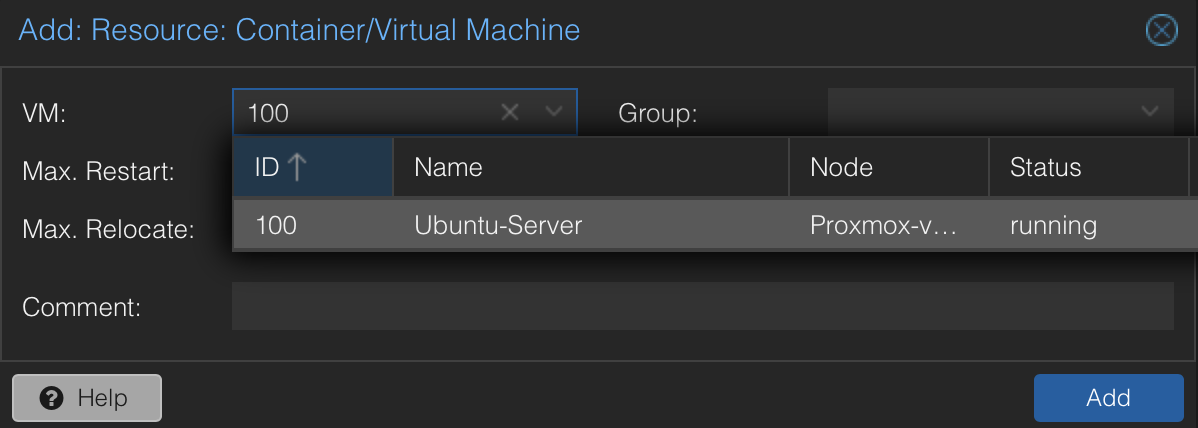 Add: Resource: Container/Virtual Machine
VM: 100 Group:
ID Name Node Status
Max. Restart:
100 Ubuntu-Server Proxmox-v... running
Max. Relocate:
Comment:
Help Add